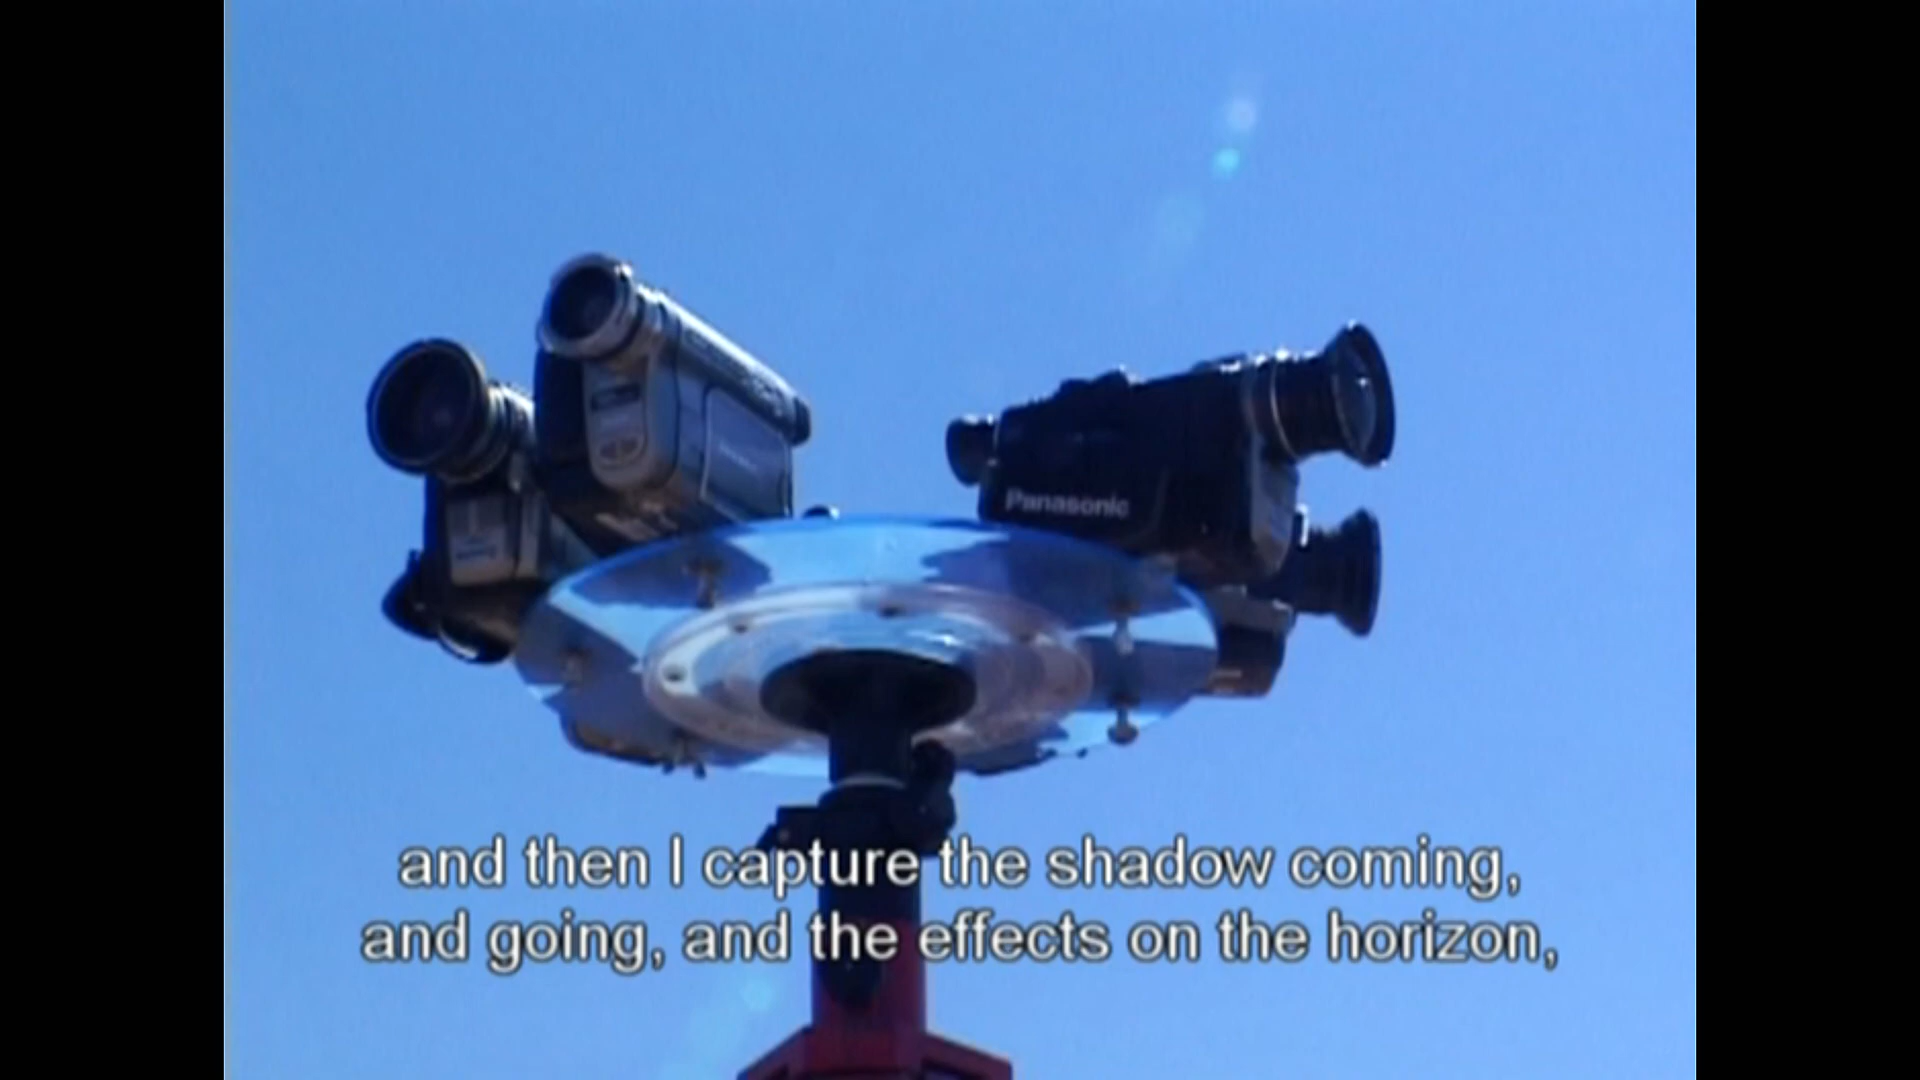 Panasonic
and then I capture the shadow coming,
and going, and the effects on the horizon,